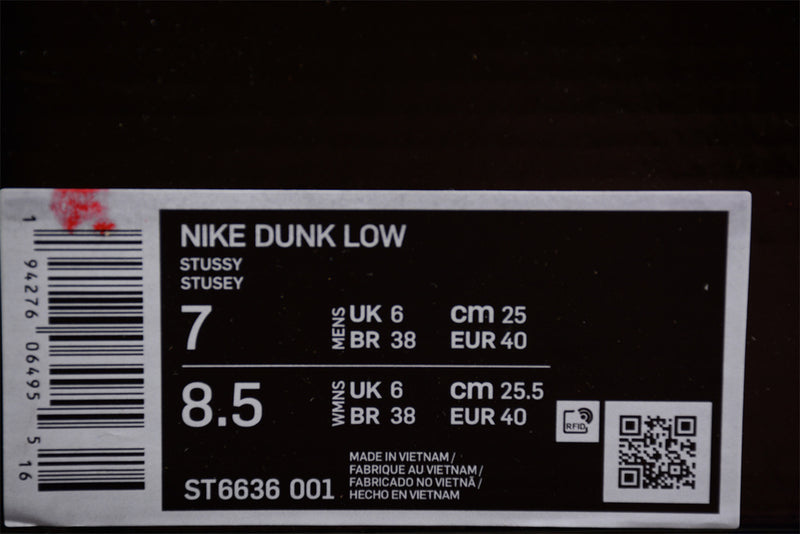 NIKE DUNK LOW
STUSSY
STUSEY
7
MENS
UK 6
cm 25
BR 38
EUR 40
8.5
WMNS
UK 6
cm 25.5
BR 38
EUR 40
RFID
ST6636 001
MADE IN VIETNAM /
FABRIQUE AU VIETNAM /
FABRICADO NO VIETNÃ /
HECHO EN VIETNAM
1 94276 06495 5 16